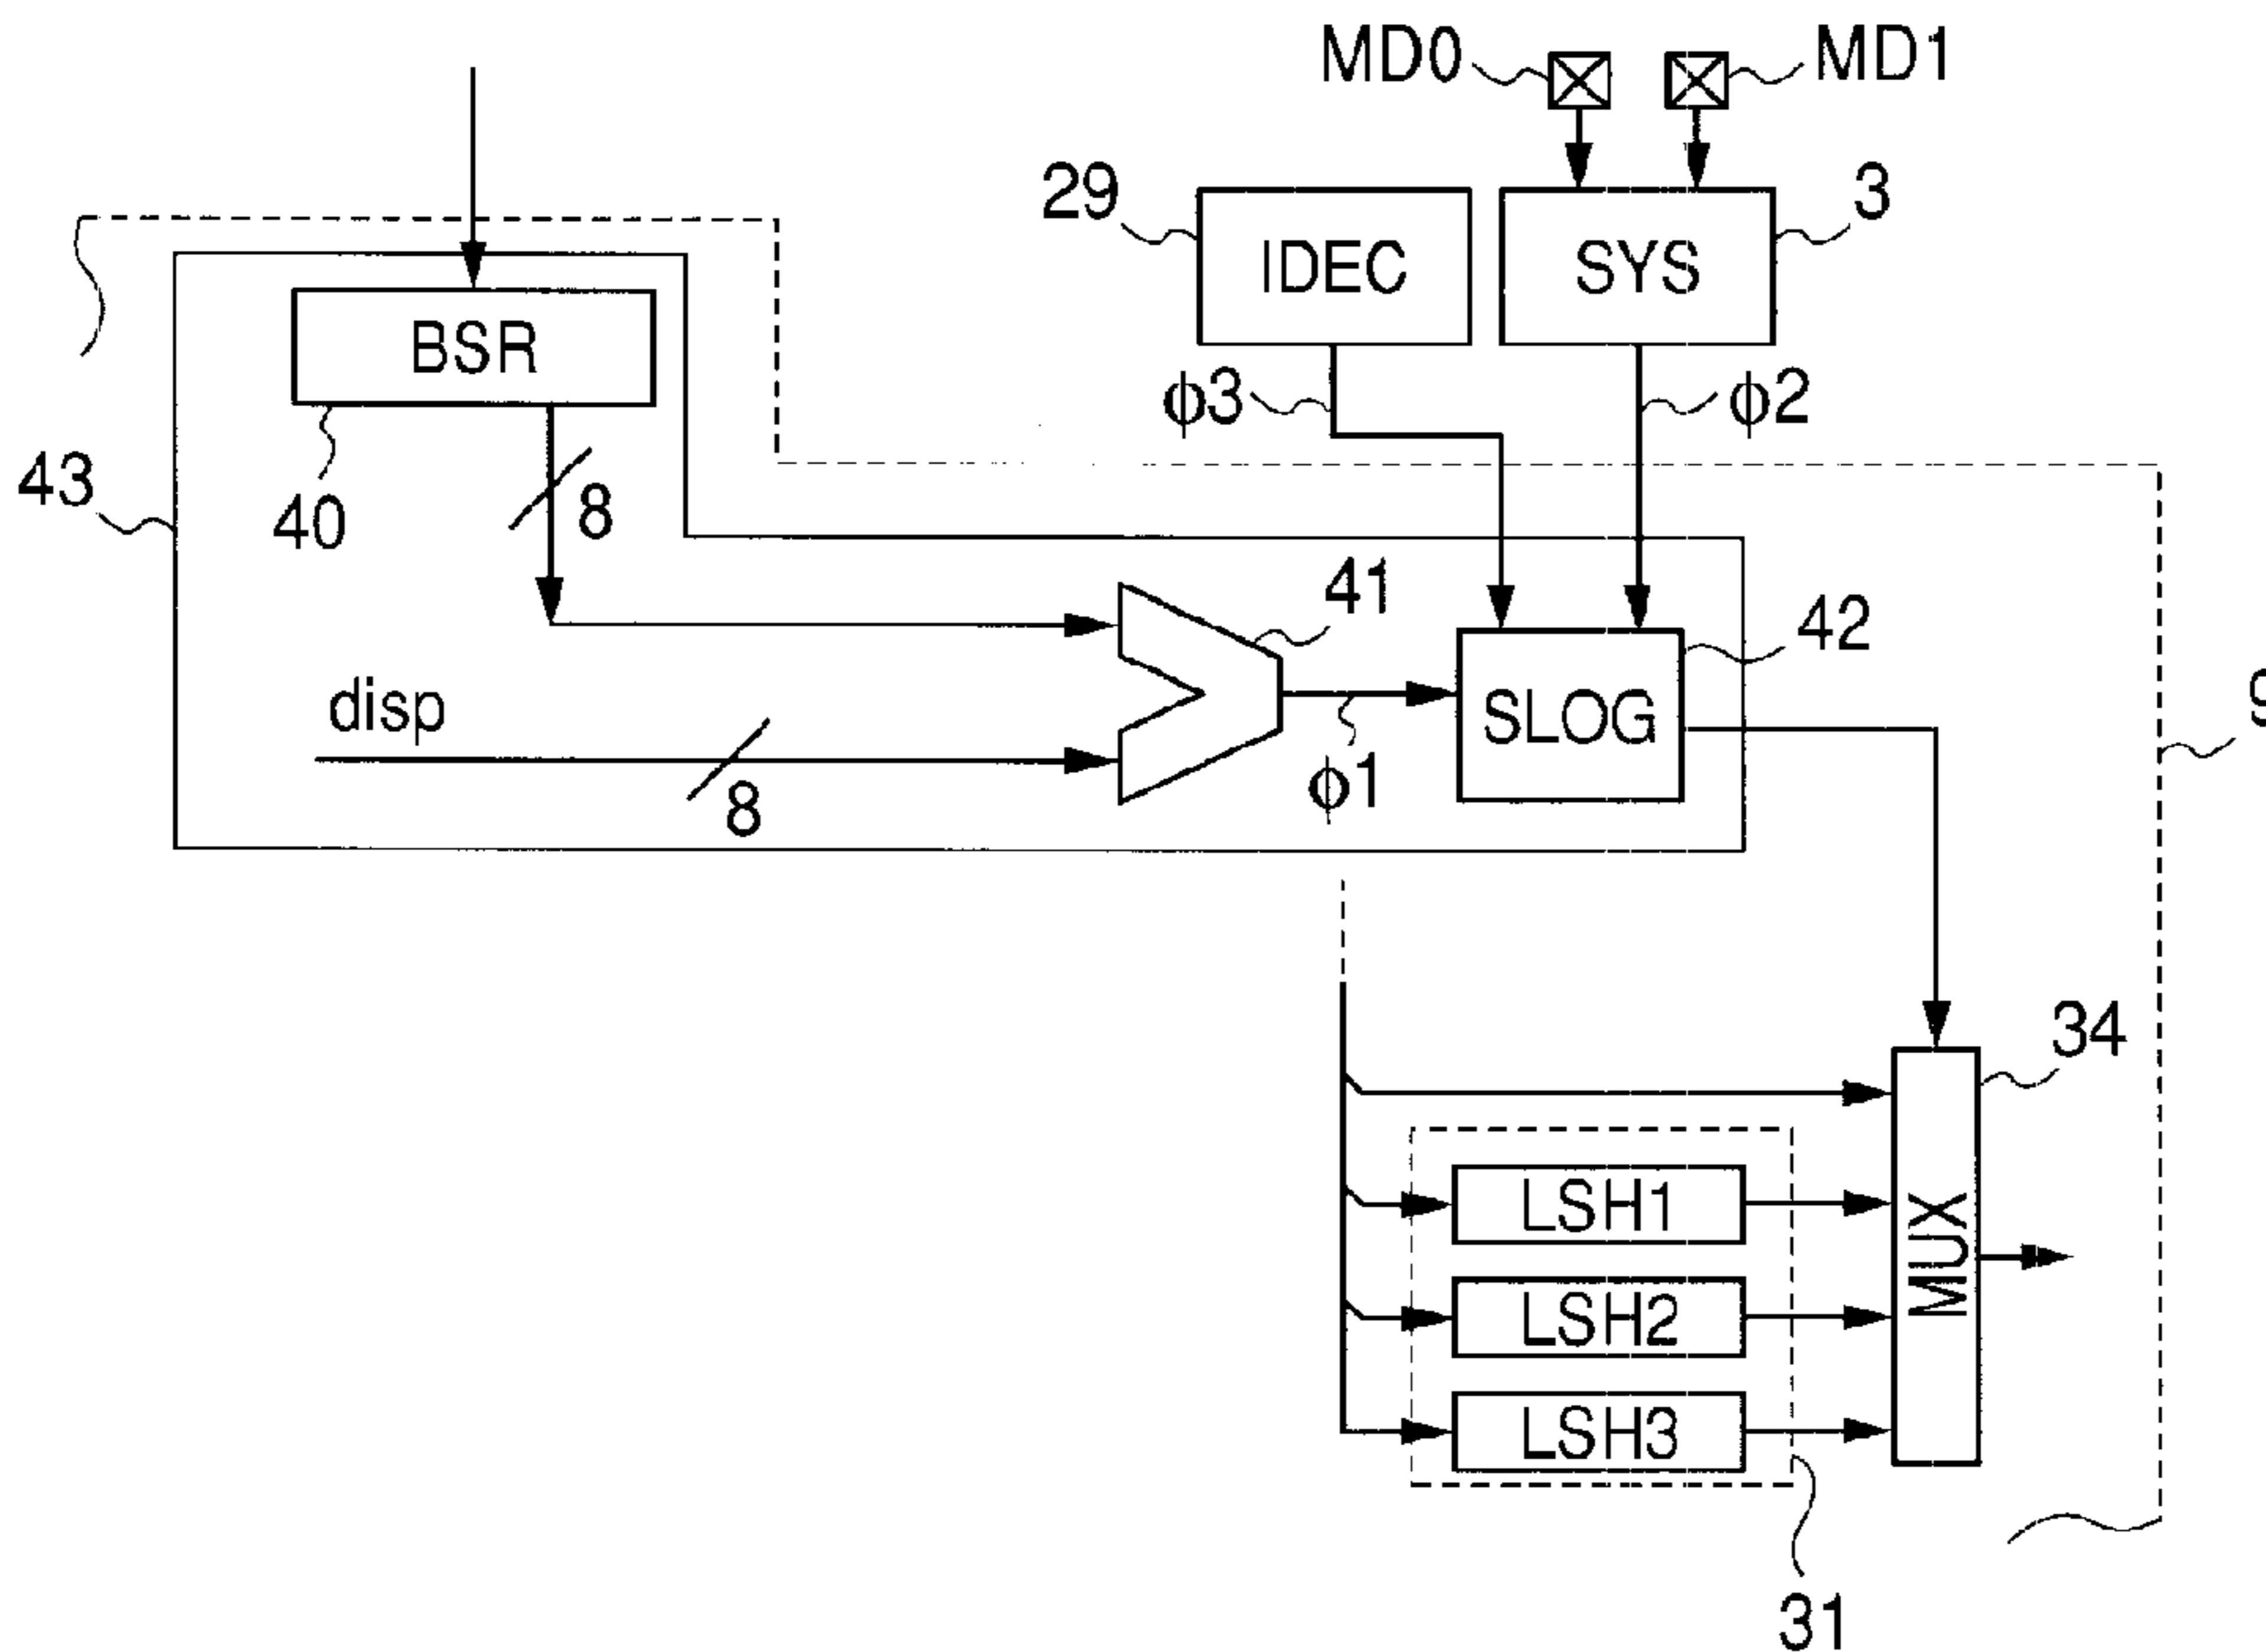 MD0 MD1
29 3
IDEC SYS
BSR
φ3 φ2
43 40 8
41
42
disp
SLOG
9
φ1
8
34
LSH1
MUX
LSH2
LSH3
31